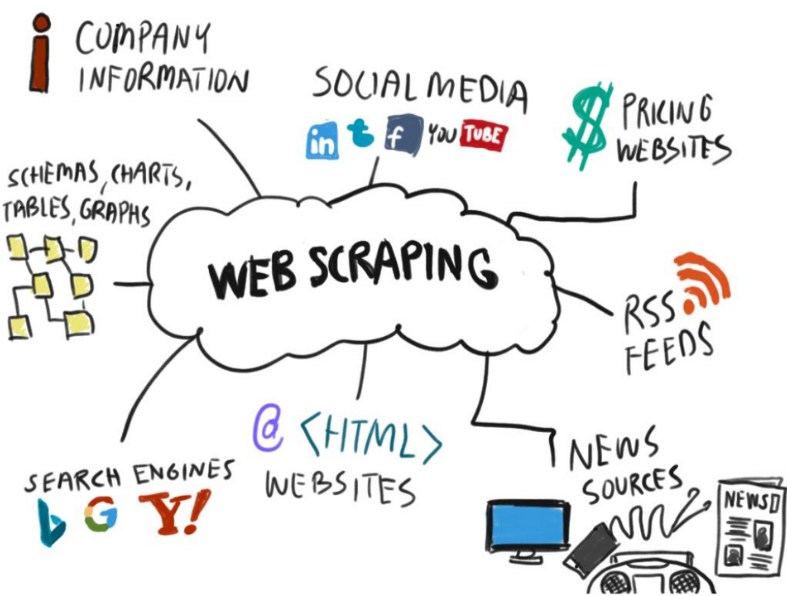 COMPANY
INFORMATION
SOCIAL MEDIA
in t f YOU TUBE
$ PRICING
WEBSITES
SCHEMAS, CHARTS,
TABLES, GRAPHS
WEB SCRAPING
RSS
FEEDS
@ <HTML>
WEBSITES
SEARCH ENGINES
b G Y!
NEWS
SOURCES
NEWS